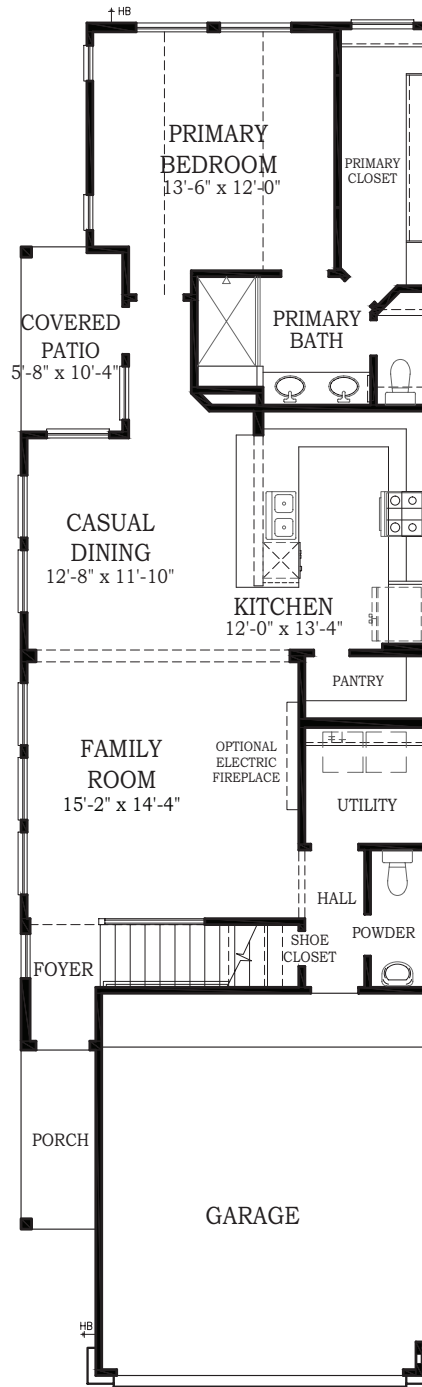 HB
PRIMARY
BEDROOM
13'-6" x 12'-0"
PRIMARY
CLOSET
COVERED
PATIO
5'-8" x 10'-4"
PRIMARY
BATH
CASUAL
DINING
12'-8" x 11'-10"
KITCHEN
12'-0" x 13'-4"
PANTRY
FAMILY
ROOM
15'-2" x 14'-4"
OPTIONAL
ELECTRIC
FIREPLACE
UTILITY
HALL
POWDER
SHOE
CLOSET
FOYER
PORCH
GARAGE
HB